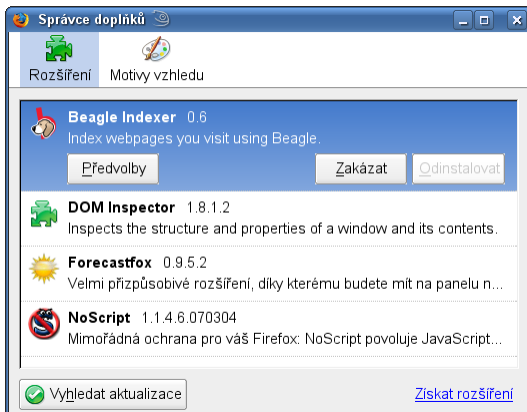 Správce doplňků
Rozšíření Motivy vzhledu
Beagle Indexer 0.6
Index webpages you visit using Beagle.
Předvolby Zakázat Odinstalovat
DOM Inspector 1.8.1.2
Inspects the structure and properties of a window and its contents.
Forecastfox 0.9.5.2
Velmi přizpůsobivé rozšíření, díky kterému budete mít na panelu n...
NoScript 1.1.4.6.070304
Mimořádná ochrana pro váš Firefox: NoScript povoluje JavaScript...
Vyhledat aktualizace Získat rozšíření